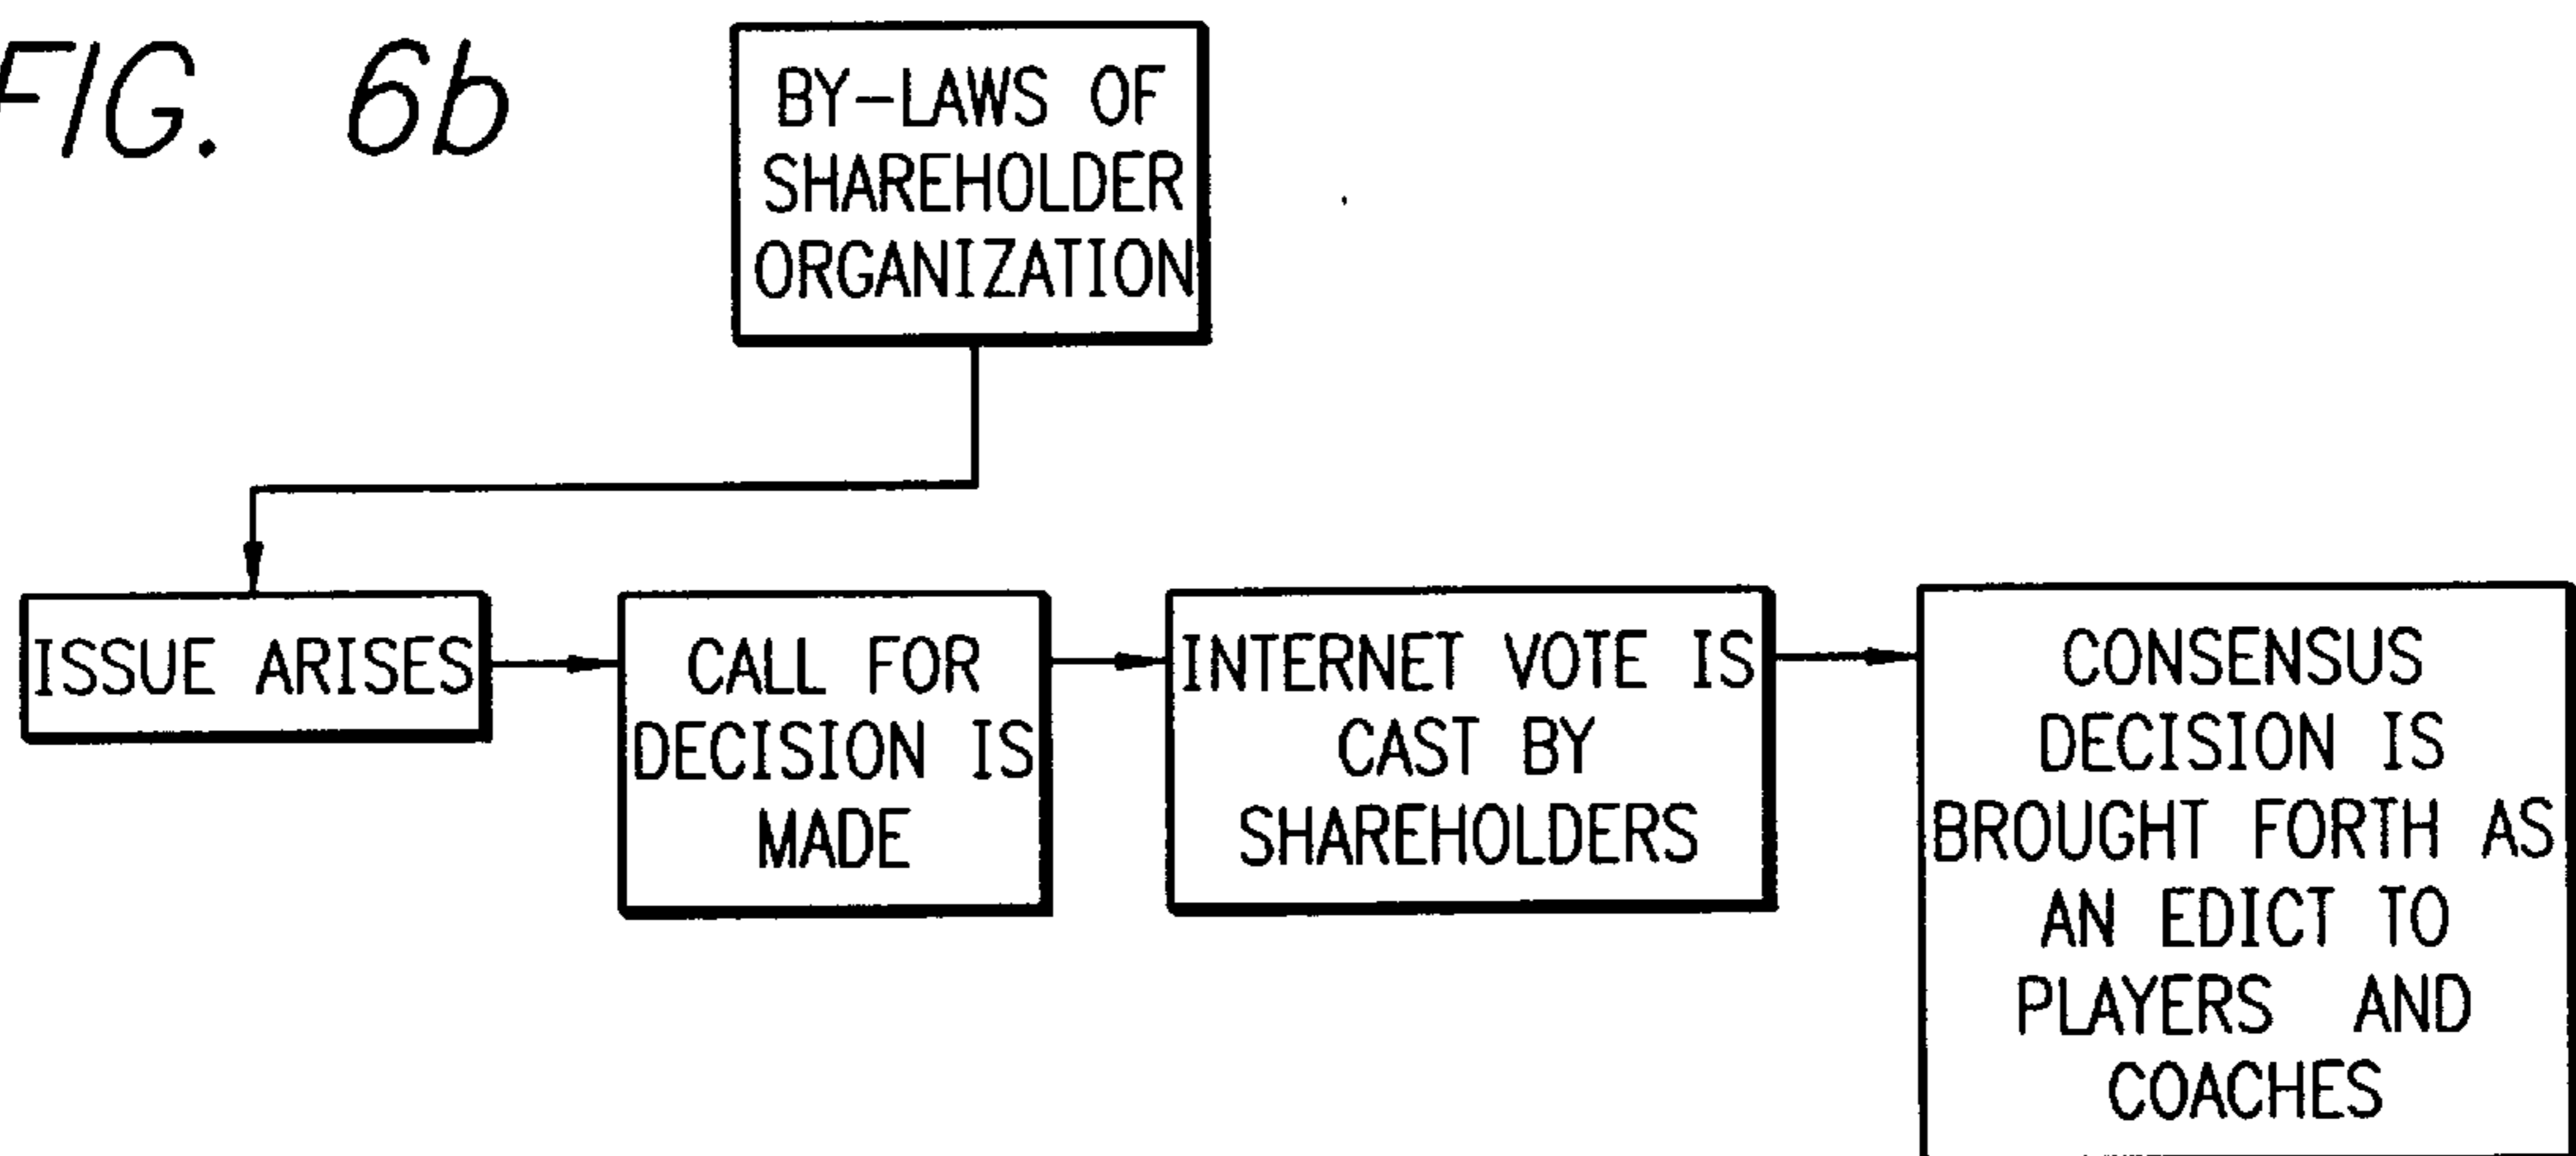 FIG. 6b
BY-LAWS OF
SHAREHOLDER
ORGANIZATION
ISSUE ARISES
CALL FOR
DECISION IS
MADE
INTERNET VOTE IS
CAST BY
SHAREHOLDERS
CONSENSUS
DECISION IS
BROUGHT FORTH AS
AN EDICT TO
PLAYERS AND
COACHES